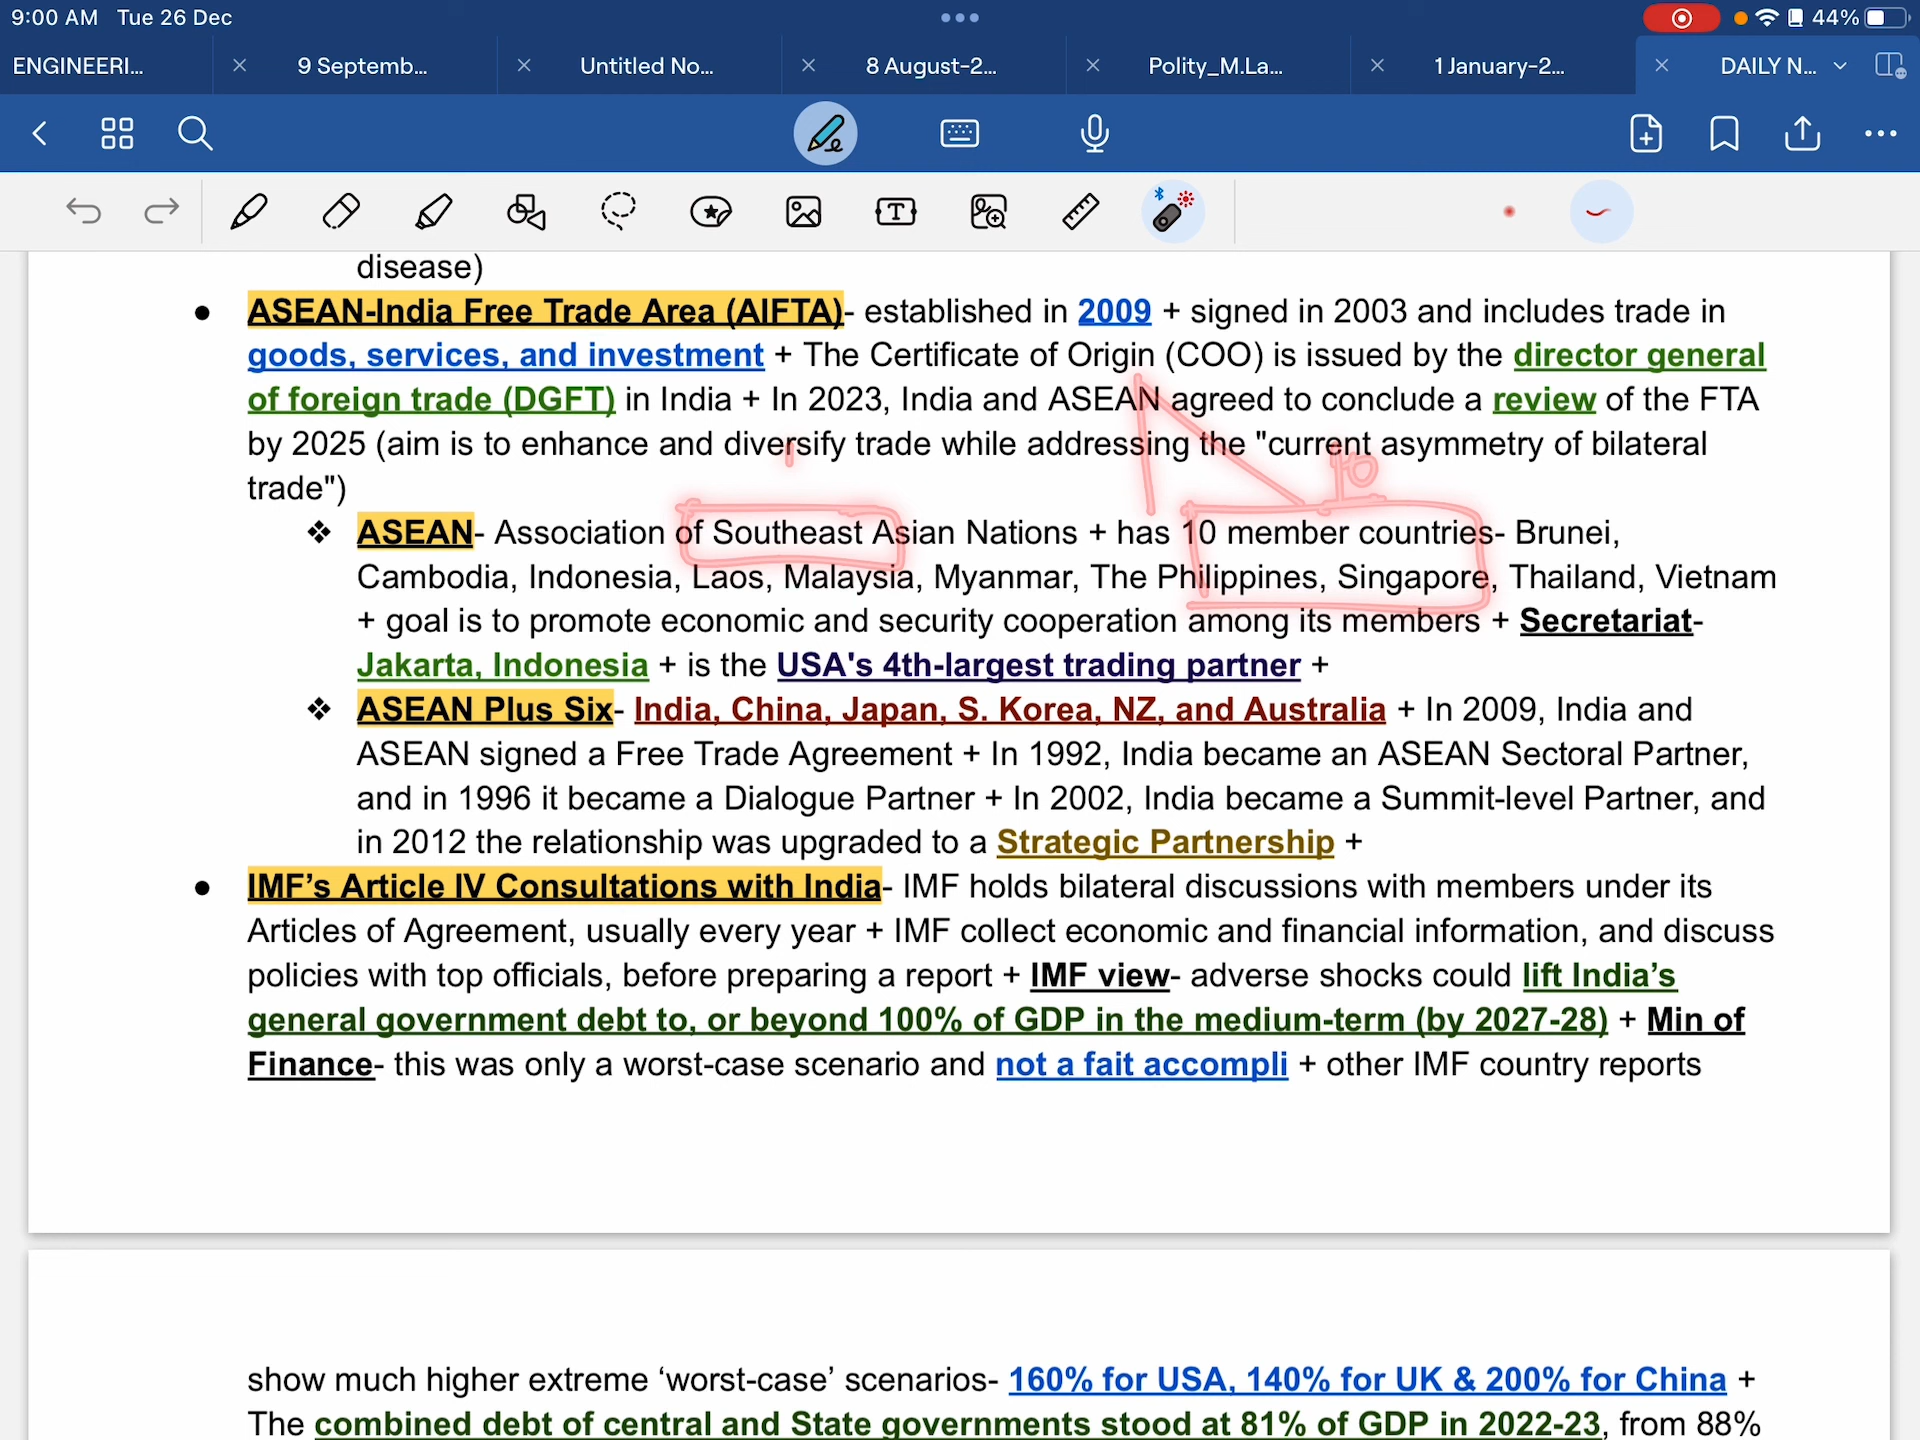 9:00 AM Tue 26 Dec
44%
ENGINEERI...
9 Septemb...
Untitled No...
8 August-2...
Polity_M.La...
1 January-2...
DAILY N...
disease)
● ASEAN-India Free Trade Area (AIFTA)- established in 2009 + signed in 2003 and includes trade in
goods, services, and investment + The Certificate of Origin (COO) is issued by the director general
of foreign trade (DGFT) in India + In 2023, India and ASEAN agreed to conclude a review of the FTA
by 2025 (aim is to enhance and diversify trade while addressing the "current asymmetry of bilateral
trade")
10
❖ ASEAN- Association of Southeast Asian Nations + has 10 member countries- Brunei,
Cambodia, Indonesia, Laos, Malaysia, Myanmar, The Philippines, Singapore, Thailand, Vietnam
+ goal is to promote economic and security cooperation among its members + Secretariat-
Jakarta, Indonesia + is the USA's 4th-largest trading partner +
❖ ASEAN Plus Six- India, China, Japan, S. Korea, NZ, and Australia + In 2009, India and
ASEAN signed a Free Trade Agreement + In 1992, India became an ASEAN Sectoral Partner,
and in 1996 it became a Dialogue Partner + In 2002, India became a Summit-level Partner, and
in 2012 the relationship was upgraded to a Strategic Partnership +
● IMF’s Article IV Consultations with India- IMF holds bilateral discussions with members under its
Articles of Agreement, usually every year + IMF collect economic and financial information, and discuss
policies with top officials, before preparing a report + IMF view- adverse shocks could lift India’s
general government debt to, or beyond 100% of GDP in the medium-term (by 2027-28) + Min of
Finance- this was only a worst-case scenario and not a fait accompli + other IMF country reports
show much higher extreme ‘worst-case’ scenarios- 160% for USA, 140% for UK & 200% for China +
The combined debt of central and State governments stood at 81% of GDP in 2022-23, from 88%